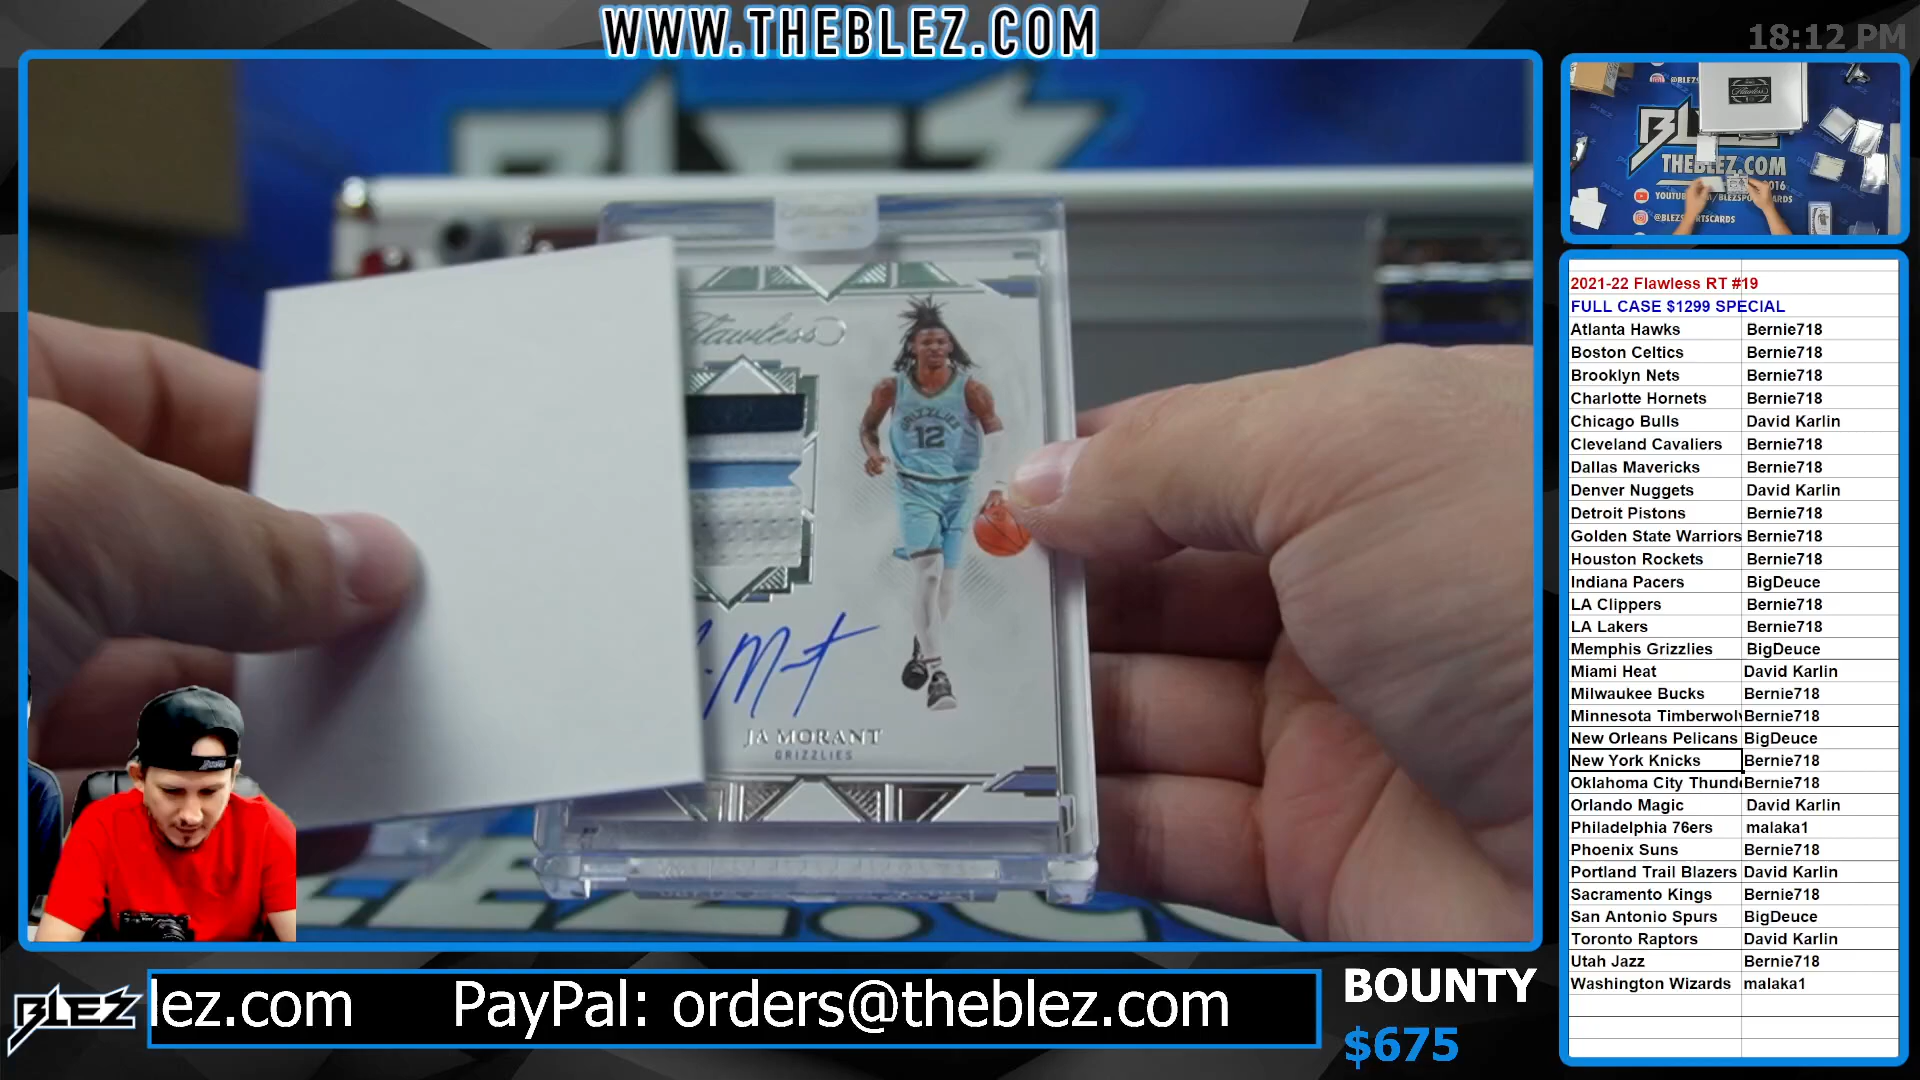 WWW.THEBLEZ.COM
18:12 PM
Flawless
GRIZZLIES
12
JA MORANT
GRIZZLIES
BLEZ
THEBLEZ.COM
2021-22 Flawless RT #19
FULL CASE $1299 SPECIAL
Atlanta Hawks Bernie718
Boston Celtics Bernie718
Brooklyn Nets Bernie718
Charlotte Hornets Bernie718
Chicago Bulls David Karlin
Cleveland Cavaliers Bernie718
Dallas Mavericks Bernie718
Denver Nuggets David Karlin
Detroit Pistons Bernie718
Golden State Warriors Bernie718
Houston Rockets Bernie718
Indiana Pacers BigDeuce
LA Clippers Bernie718
LA Lakers Bernie718
Memphis Grizzlies BigDeuce
Miami Heat David Karlin
Milwaukee Bucks Bernie718
Minnesota Timberwolv Bernie718
New Orleans Pelicans BigDeuce
New York Knicks Bernie718
Oklahoma City Thund Bernie718
Orlando Magic David Karlin
Philadelphia 76ers malaka1
Phoenix Suns Bernie718
Portland Trail Blazers David Karlin
Sacramento Kings Bernie718
San Antonio Spurs BigDeuce
Toronto Raptors David Karlin
Utah Jazz Bernie718
Washington Wizards malaka1
BLEZ
lez.com PayPal: orders@theblez.com
BOUNTY
$675